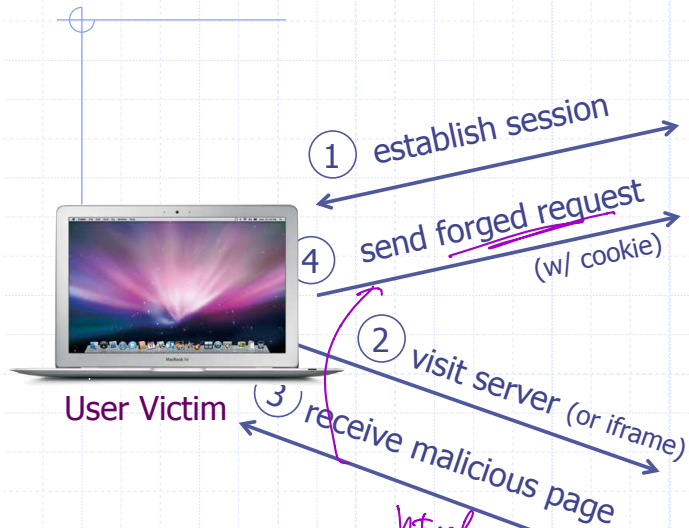 1 establish session
4 send forged request
(w/ cookie)
2 visit server (or iframe)
User Victim
3 receive malicious page
html